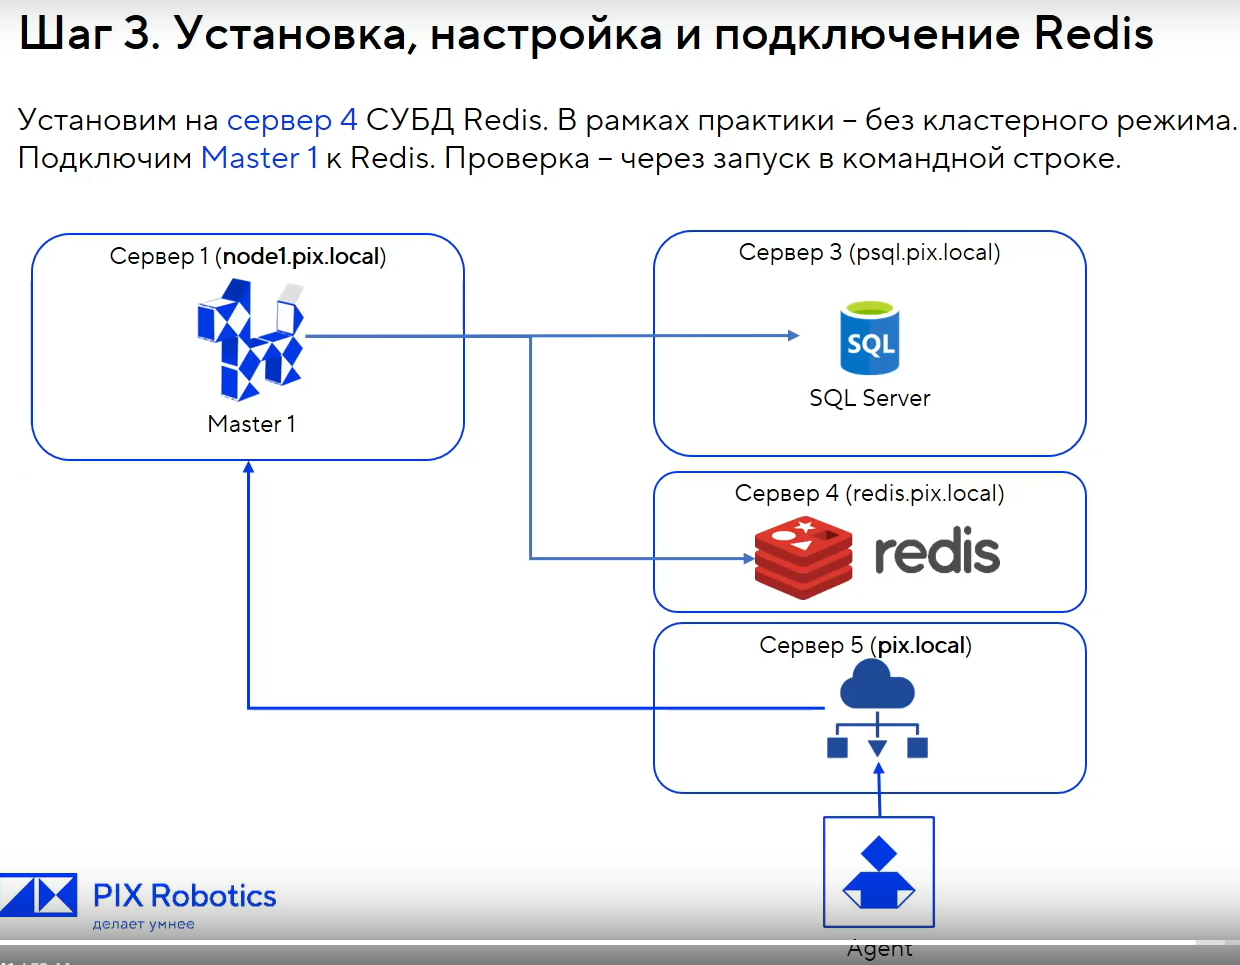 Шаг 3. Установка, настройка и подключение Redis
Установим на сервер 4 СУБД Redis. В рамках практики – без кластерного режима.
Подключим Master 1 к Redis. Проверка – через запуск в командной строке.
Сервер 1 (node1.pix.local)
Master 1
Сервер 3 (psql.pix.local)
SQL
SQL Server
Сервер 4 (redis.pix.local)
redis
Сервер 5 (pix.local)
Agent
PIX Robotics
делает умнее